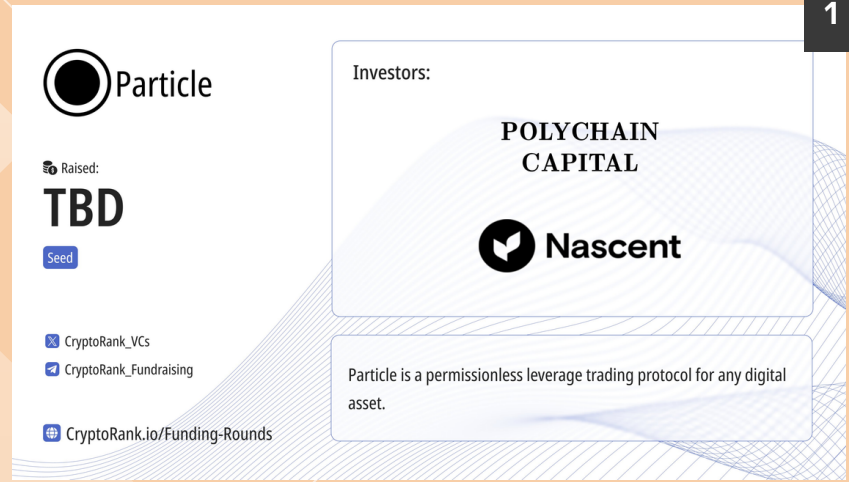 1
Particle
Raised:
TBD
Seed
CryptoRank_VCs
CryptoRank_Fundraising
CryptoRank.io/Funding-Rounds
Investors:
POLYCHAIN
CAPITAL
Nascent
Particle is a permissionless leverage trading protocol for any digital
asset.